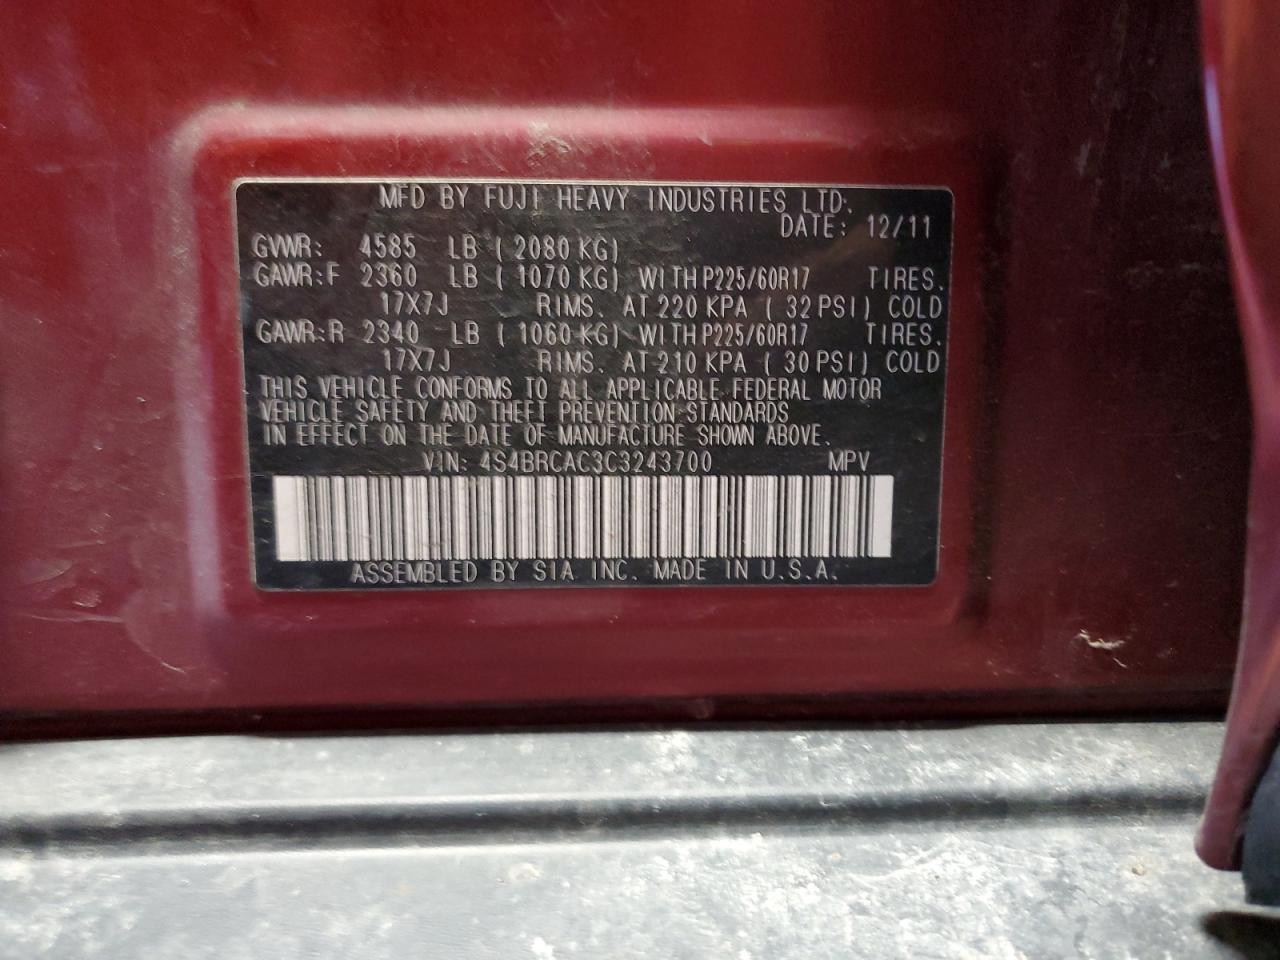 MFD BY FUJI HEAVY INDUSTRIES LTD.
DATE: 12/11
GVWR: 4585 LB (2080 KG)
GAWR:F 2360 LB (1070 KG) WITH P225/60R17 TIRES.
17X7J RIMS. AT 220 KPA (32 PSI) COLD
GAWR:R 2340 LB (1060 KG) WITH P225/60R17 TIRES.
17X7J RIMS. AT 210 KPA (30 PSI) COLD
THIS VEHICLE CONFORMS TO ALL APPLICABLE FEDERAL MOTOR
VEHICLE SAFETY AND THEFT PREVENTION STANDARDS
IN EFFECT ON THE DATE OF MANUFACTURE SHOWN ABOVE.
VIN: 4S4BRCAC3C3243700 MPV
ASSEMBLED BY SIA INC. MADE IN U.S.A.